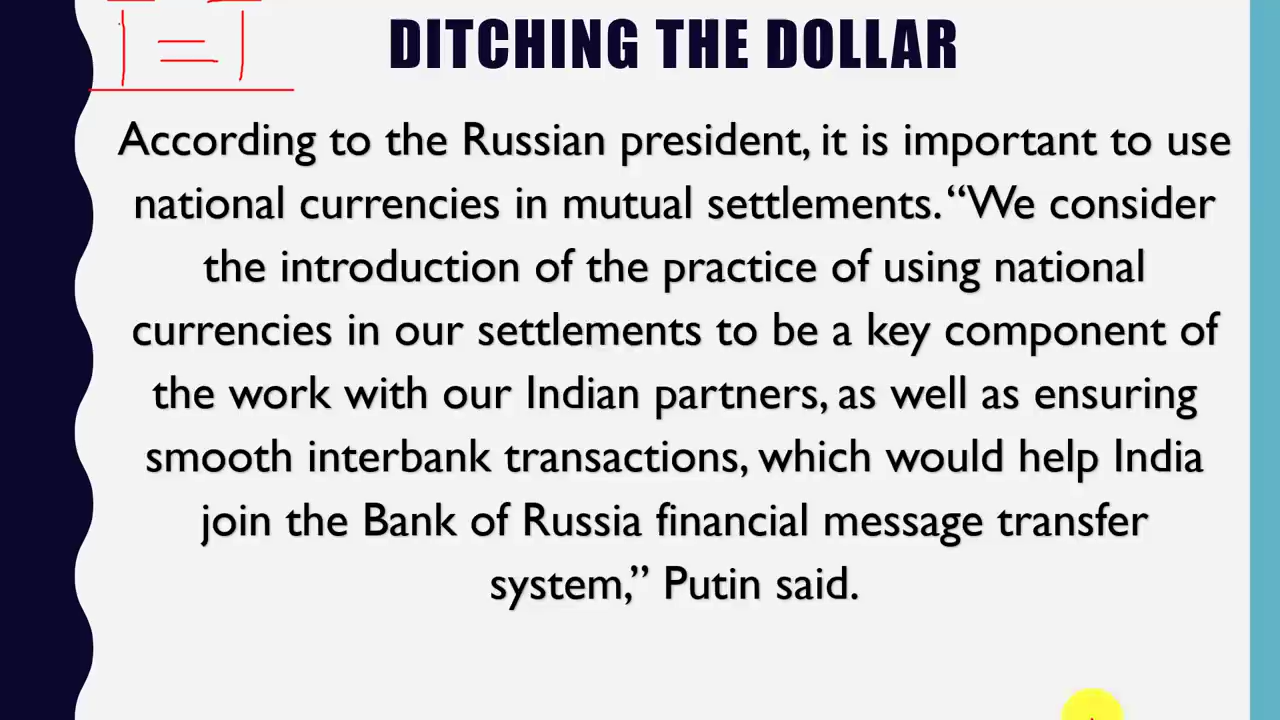 DITCHING THE DOLLAR
According to the Russian president, it is important to use
national currencies in mutual settlements. “We consider
the introduction of the practice of using national
currencies in our settlements to be a key component of
the work with our Indian partners, as well as ensuring
smooth interbank transactions, which would help India
join the Bank of Russia financial message transfer
system,” Putin said.